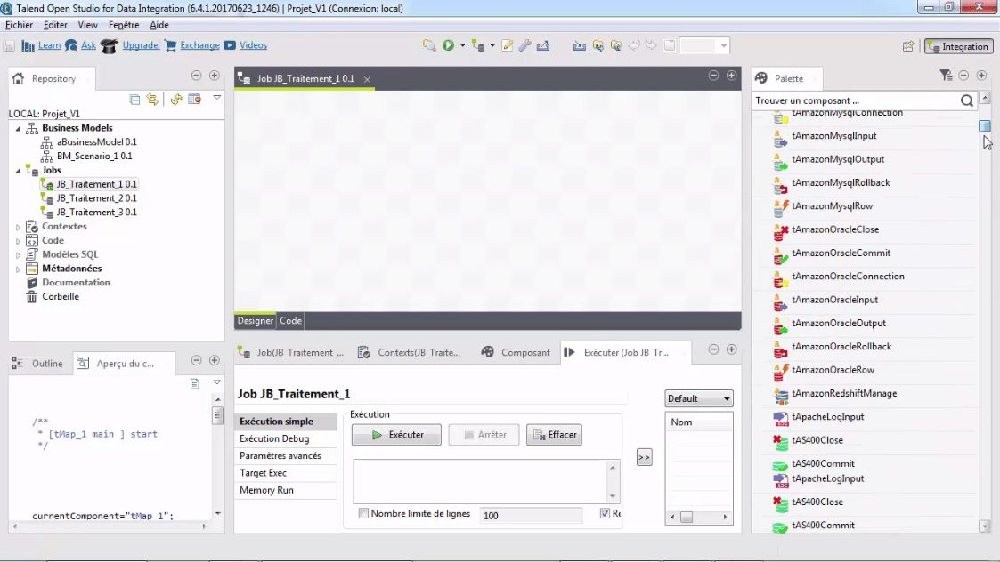 Talend Open Studio for Data Integration (6.4.1.20170623_1246) | Projet_V1 (Connexion: local)
Fichier Editer View Fenêtre Aide
Learn Ask Upgrade! Exchange Videos
Integration
Repository
LOCAL: Projet_V1
Business Models
aBusinessModel 0.1
BM_Scenario_1 0.1
Jobs
JB_Traitement_1 0.1
JB_Traitement_2 0.1
JB_Traitement_3 0.1
Contextes
Code
Modèles SQL
Métadonnées
Documentation
Corbeille
Outline Aperçu du c...
/**
* [tMap_1 main ] start
*/
currentComponent="tMap_1";
Job JB_Traitement_1 0.1
Designer Code
Job(JB_Traitement_... Contexts(JB_Traite... Composant Exécuter (Job JB_Tr...
Job JB_Traitement_1
Exécution simple
Exécution Debug
Paramètres avancés
Target Exec
Memory Run
Exécution
Exécuter Arrêter Effacer
Nombre limite de lignes 100 Re
>>
Default
Nom
Palette
Trouver un composant ...
tAmazonMysqlConnection
tAmazonMysqlInput
tAmazonMysqlOutput
tAmazonMysqlRollback
tAmazonMysqlRow
tAmazonOracleClose
tAmazonOracleCommit
tAmazonOracleConnection
tAmazonOracleInput
tAmazonOracleOutput
tAmazonOracleRollback
tAmazonOracleRow
tAmazonRedshiftManage
tApacheLogInput
tAS400Close
tAS400Commit
tApacheLogInput
tAS400Close
tAS400Commit